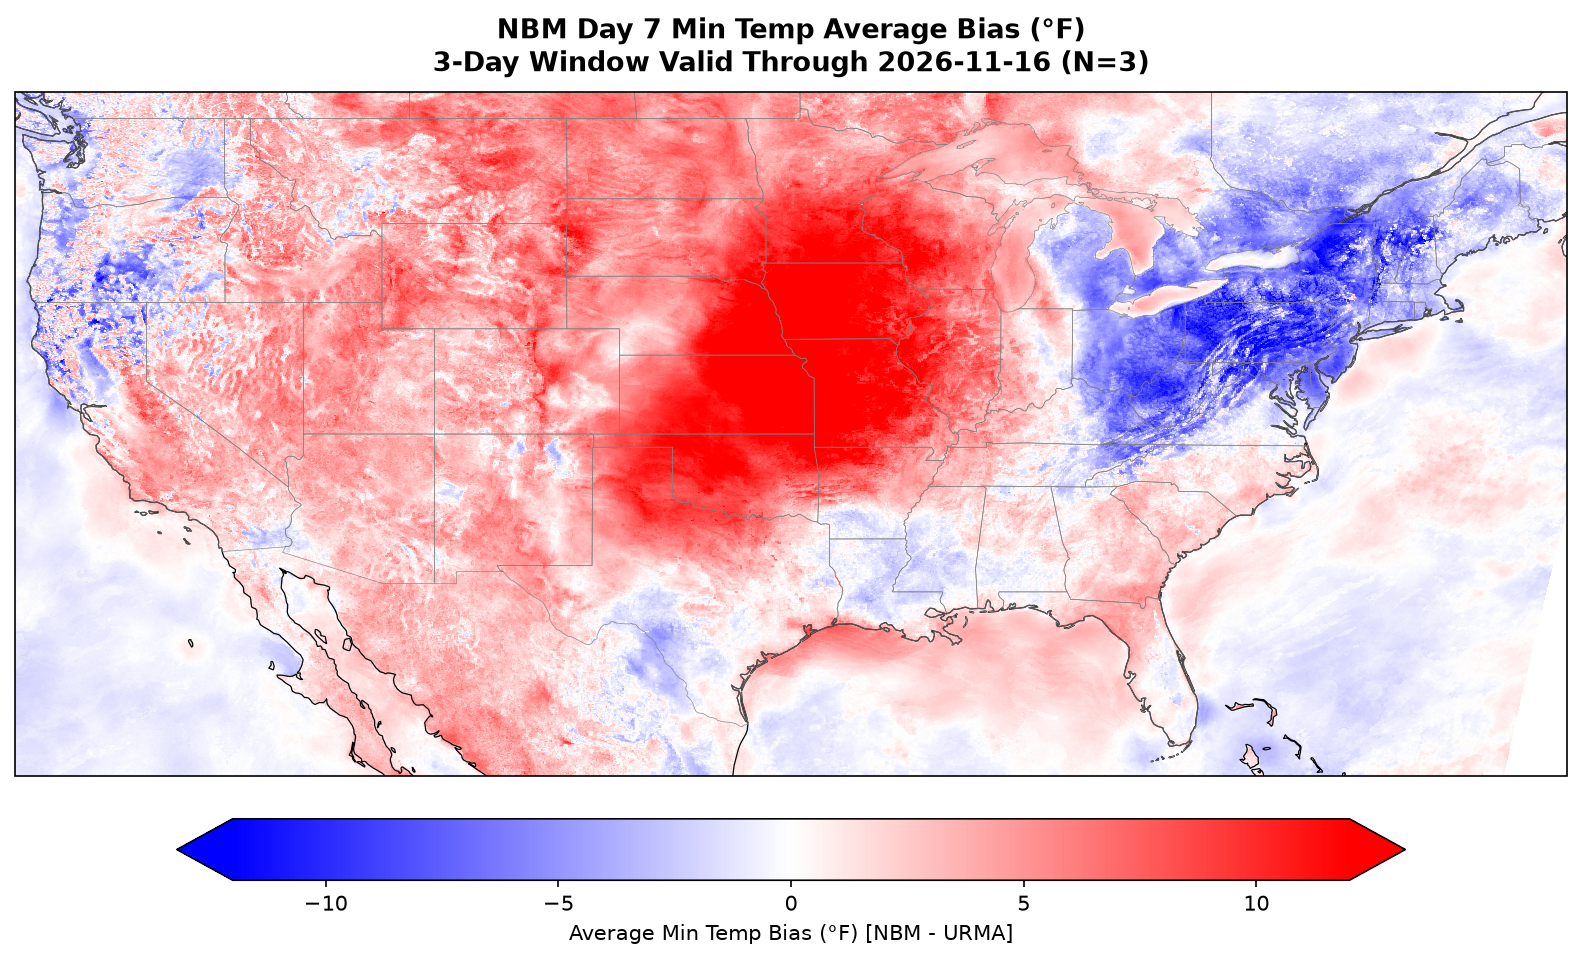 NBM Day 7 Min Temp Average Bias (°F)
3-Day Window Valid Through 2026-11-16 (N=3)
−10 −5 0 5 10
Average Min Temp Bias (°F) [NBM - URMA]